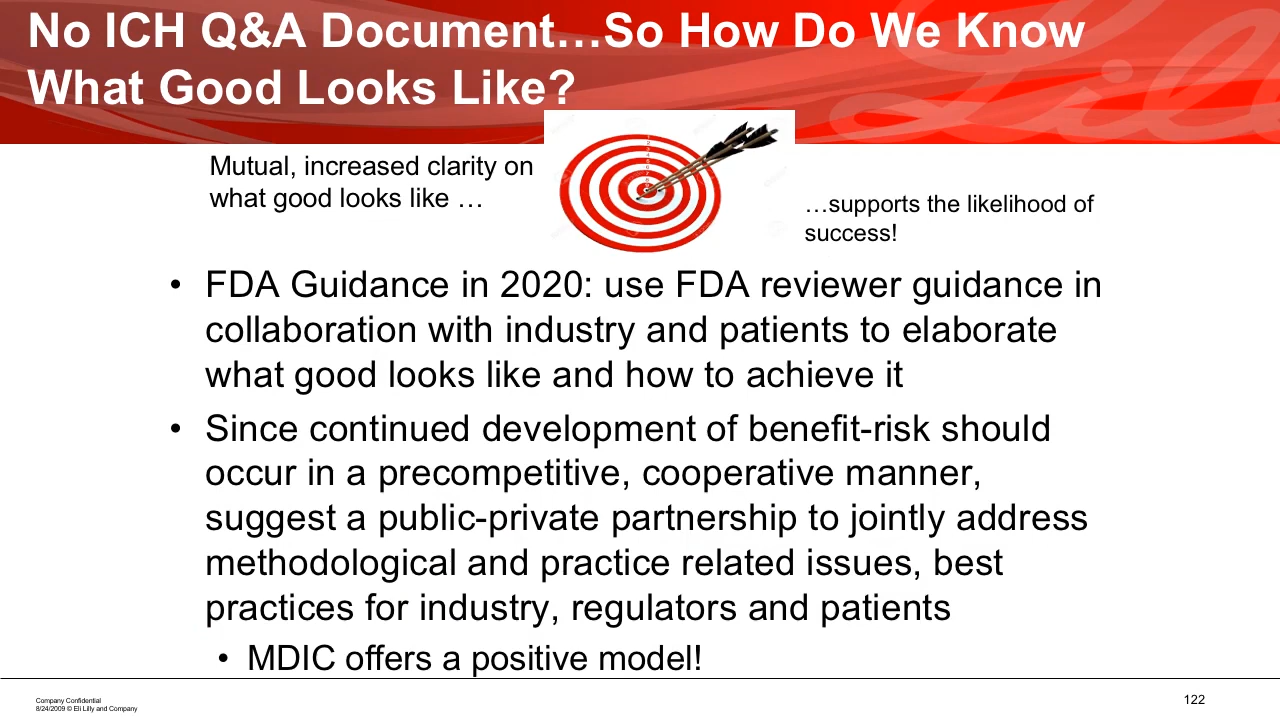 No ICH Q&A Document…So How Do We Know
What Good Looks Like?
Mutual, increased clarity on
what good looks like …
…supports the likelihood of
success!
• FDA Guidance in 2020: use FDA reviewer guidance in
collaboration with industry and patients to elaborate
what good looks like and how to achieve it
• Since continued development of benefit-risk should
occur in a precompetitive, cooperative manner,
suggest a public-private partnership to jointly address
methodological and practice related issues, best
practices for industry, regulators and patients
• MDIC offers a positive model!
Company Confidential
8/24/2009 © Eli Lilly and Company
122